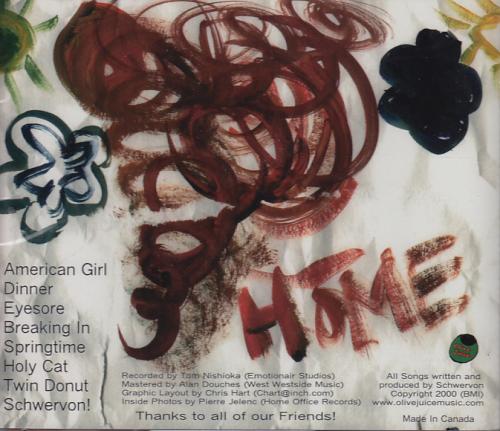 HOME
American Girl
Dinner
Eyesore
Breaking In
Springtime
Holy Cat
Twin Donut
Schwervon!
Recorded by Tom Nishioka (Emotionair Studios)
Mastered by Alan Douches (West Westside Music)
Graphic Layout by Chris Hart (Chart@inch.com)
Inside Photos by Pierre Jelenc (Home Office Records)
Thanks to all of our Friends!
All Songs written and
produced by Schwervon
Copyright 2000 (BMI)
www.olivejuicemusic.com
Made In Canada